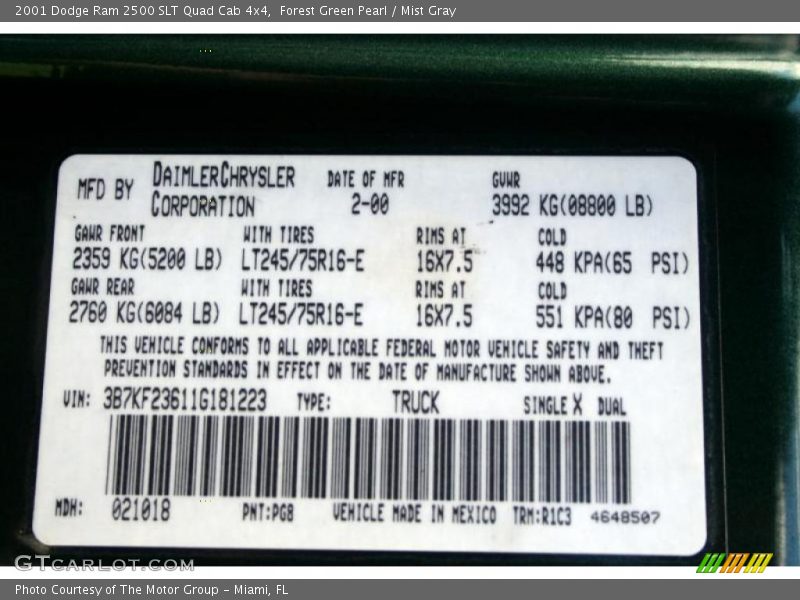 2001 Dodge Ram 2500 SLT Quad Cab 4x4,  Forest Green Pearl / Mist Gray
MFD BY DAIMLERCHRYSLER CORPORATION DATE OF MFR 2-00 GVWR 3992 KG(08800 LB)
GAWR FRONT WITH TIRES RIMS AT COLD
2359 KG(5200 LB) LT245/75R16-E 16X7.5 448 KPA(65 PSI)
GAWR REAR WITH TIRES RIMS AT COLD
2760 KG(6084 LB) LT245/75R16-E 16X7.5 551 KPA(80 PSI)
THIS VEHICLE CONFORMS TO ALL APPLICABLE FEDERAL MOTOR VEHICLE SAFETY AND THEFT
PREVENTION STANDARDS IN EFFECT ON THE DATE OF MANUFACTURE SHOWN ABOVE.
VIN: 3B7KF23611G181223 TYPE: TRUCK SINGLE X DUAL
MDH: 021018 PNT:PG8 VEHICLE MADE IN MEXICO TRM:R1C3 4648507
GTCARLOT.COM
Photo Courtesy of The Motor Group - Miami, FL